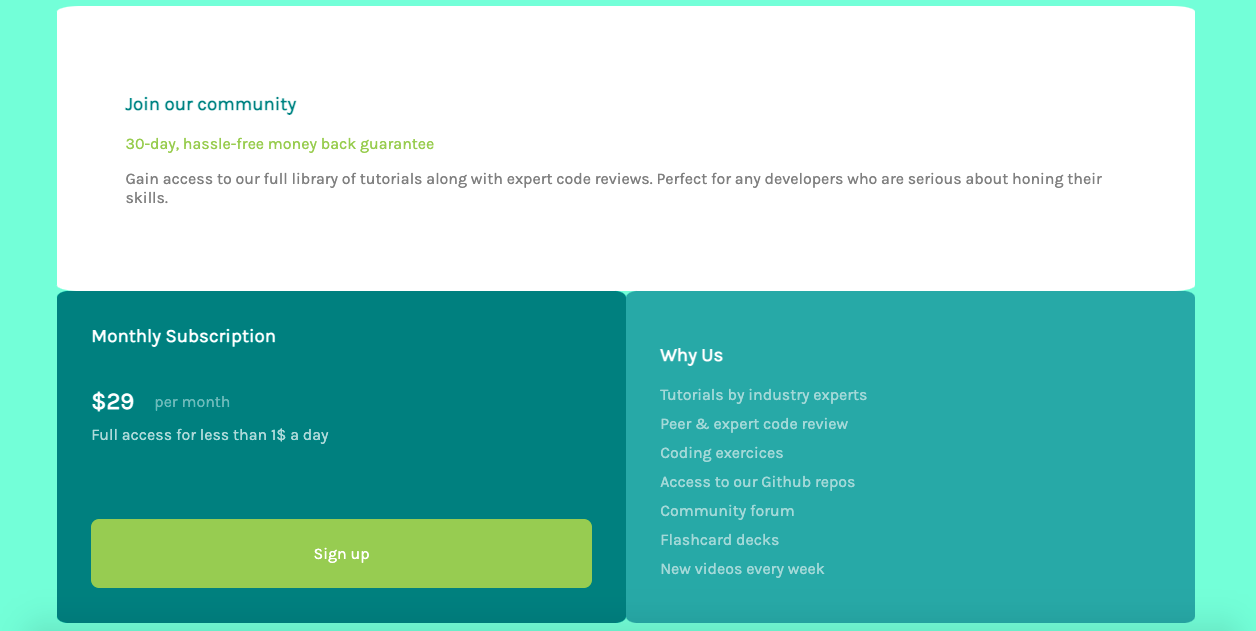 Join our community
30-day, hassle-free money back guarantee
Gain access to our full library of tutorials along with expert code reviews. Perfect for any developers who are serious about honing their
skills.
Monthly Subscription
$29 per month
Full access for less than 1$ a day
Sign up
Why Us
Tutorials by industry experts
Peer & expert code review
Coding exercices
Access to our Github repos
Community forum
Flashcard decks
New videos every week